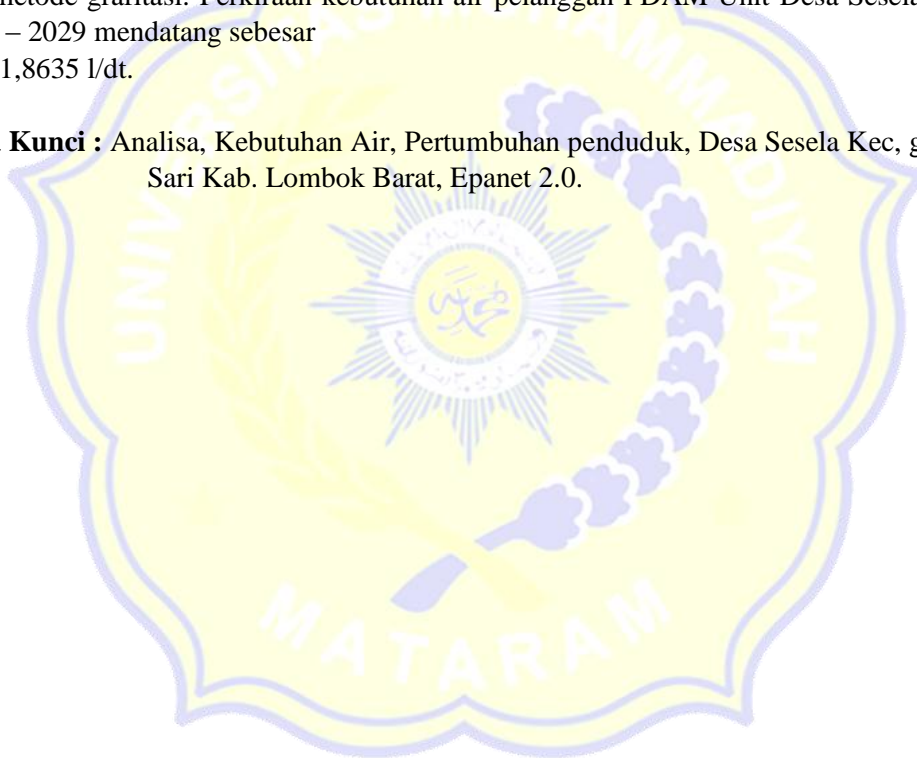 metode grafitasi. Perkiraan kebutuhan air pelanggan PDAM Unit Desa Sesela
– 2029 mendatang sebesar
1,8635 l/dt.
Kunci : Analisa, Kebutuhan Air, Pertumbuhan penduduk, Desa Sesela Kec, g
Sari Kab. Lombok Barat, Epanet 2.0.
UNIVERSITAS MUHAMMADIYAH
MATARAM